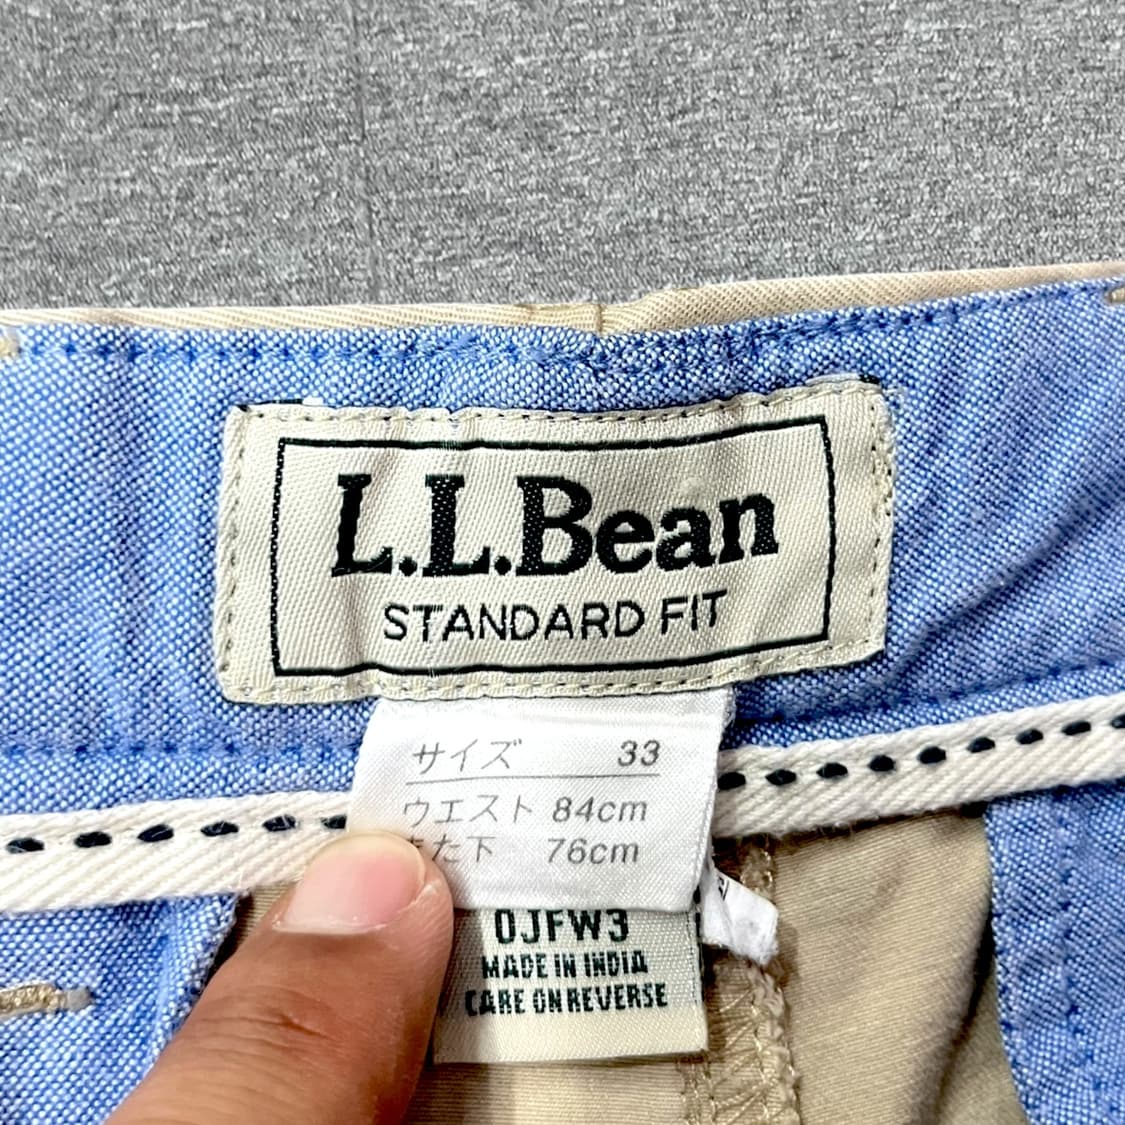 L.L.Bean
STANDARD FIT
サイズ 33
ウエスト 84cm
また下 76cm
0JFW3
MADE IN INDIA
CARE ON REVERSE